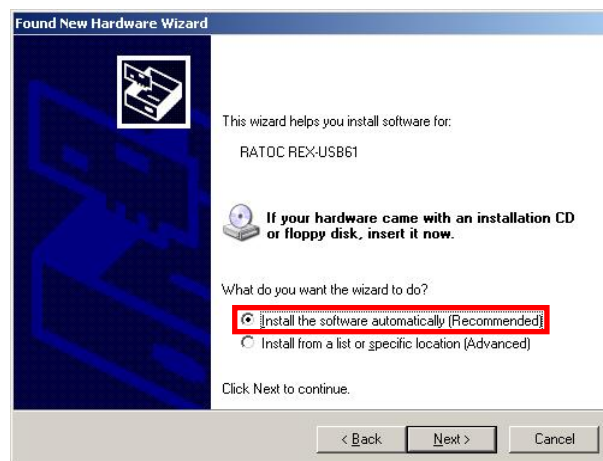 Found New Hardware Wizard
This wizard helps you install software for:
RATOC REX-USB61
If your hardware came with an installation CD
or floppy disk, insert it now.
What do you want the wizard to do?
Install the software automatically (Recommended)
Install from a list or specific location (Advanced)
Click Next to continue.
< Back
Next >
Cancel